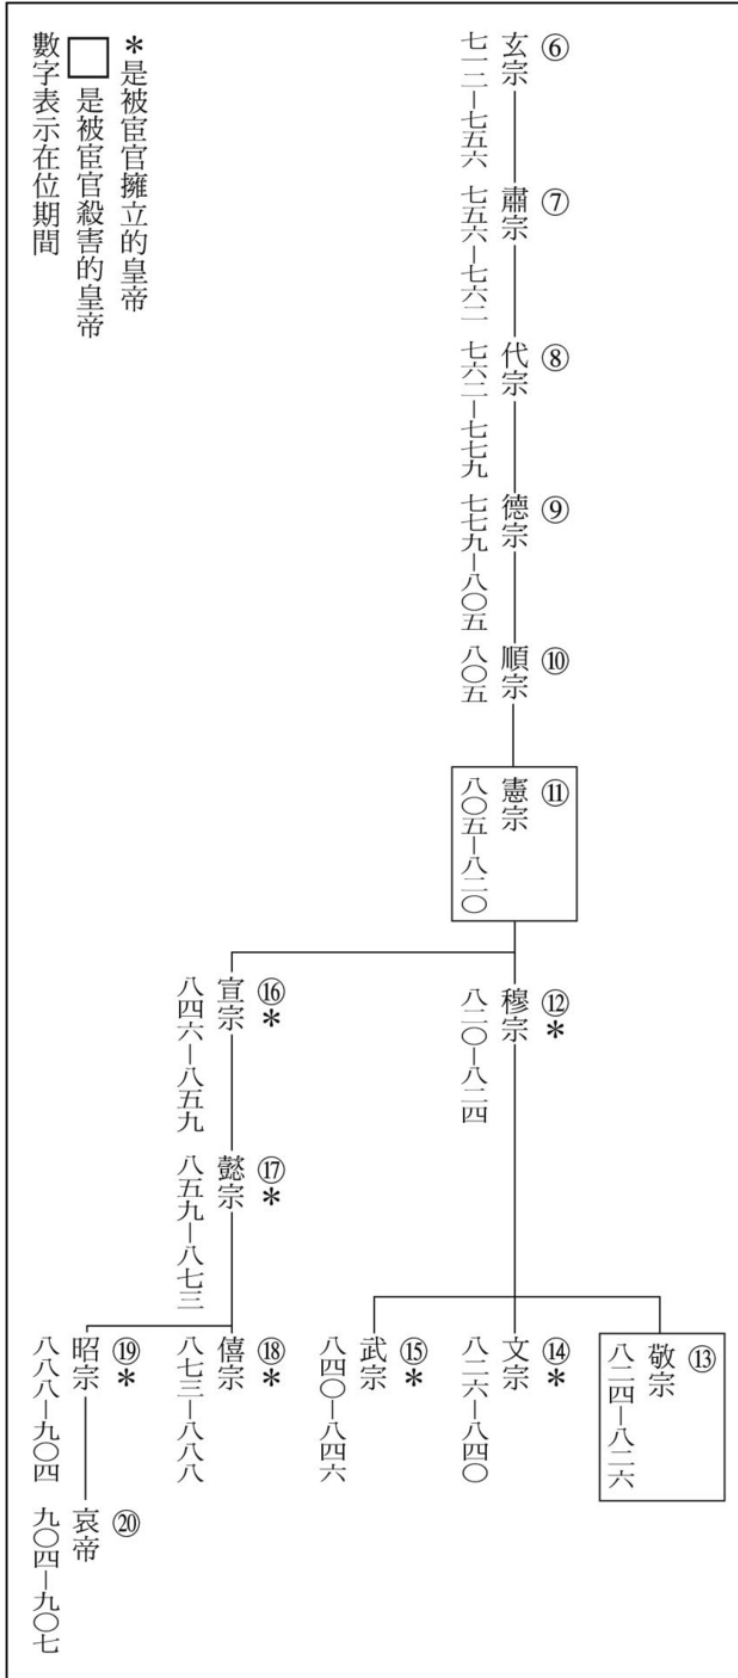 ⑥
玄宗
七一二—七五六
⑦
肅宗
七五六—七六二
⑧
代宗
七六二—七七九
⑨
德宗
七七九—八〇五
⑩
順宗
八〇五
⑪
憲宗
八〇五—八二〇
⑫*
穆宗
八二〇—八二四
⑬
敬宗
八二四—八二六
⑭*
文宗
八二六—八四〇
⑮*
武宗
八四〇—八四六
⑯*
宣宗
八四六—八五九
⑰*
懿宗
八五九—八七三
⑱*
僖宗
八七三—八八八
⑲*
昭宗
八八八—九〇四
⑳
哀帝
九〇四—九〇七
*是被宦官擁立的皇帝
是被宦官殺害的皇帝
數字表示在位期間